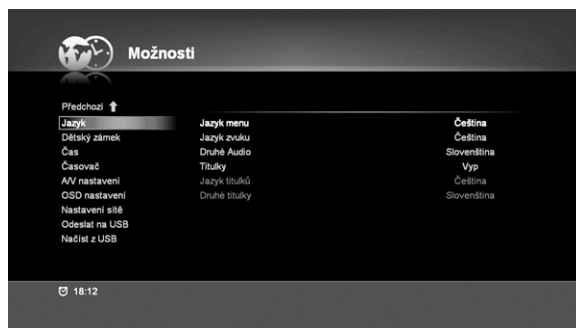 Možnosti
Předchozí
Jazyk Jazyk menu Čeština
Dětský zámek Jazyk zvuku Čeština
Čas Druhé Audio Slovenština
Časovač Titulky Vyp
A/V nastavení Jazyk titulků Čeština
OSD nastavení Druhé titulky Slovenština
Nastavení sítě
Odeslat na USB
Načíst z USB
18:12